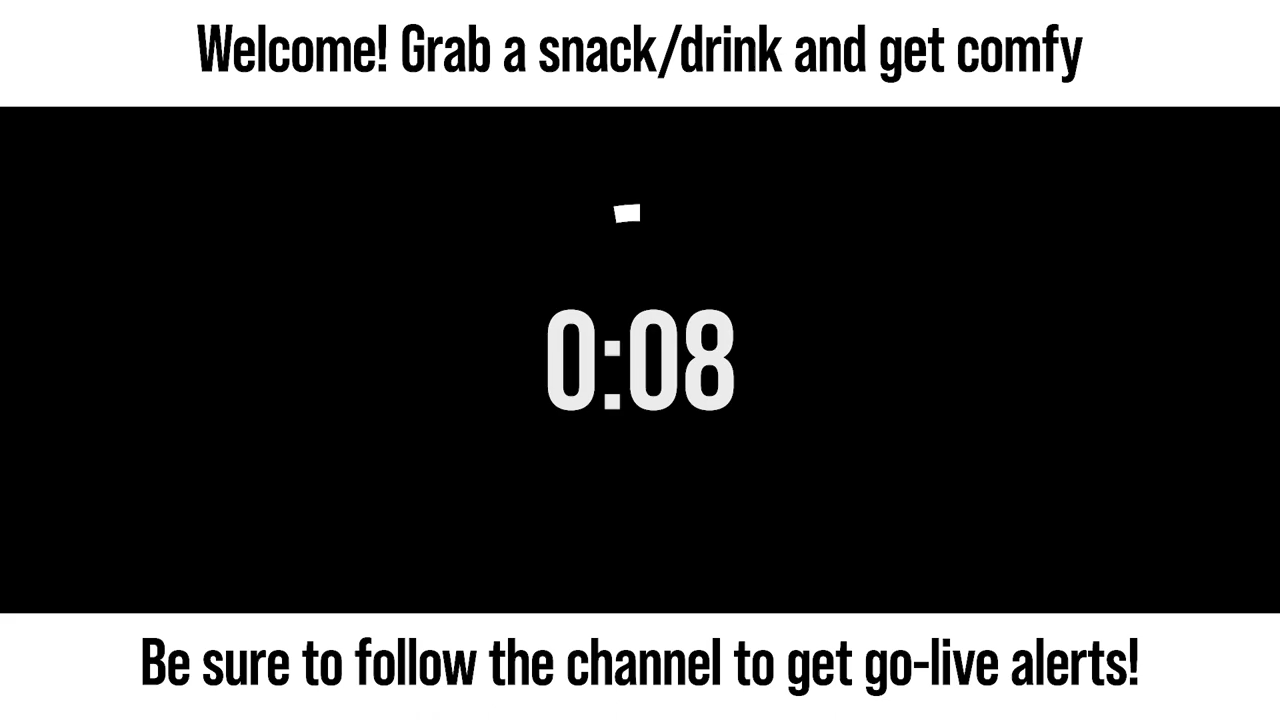 Welcome! Grab a snack/drink and get comfy
0:08
Be sure to follow the channel to get go-live alerts!